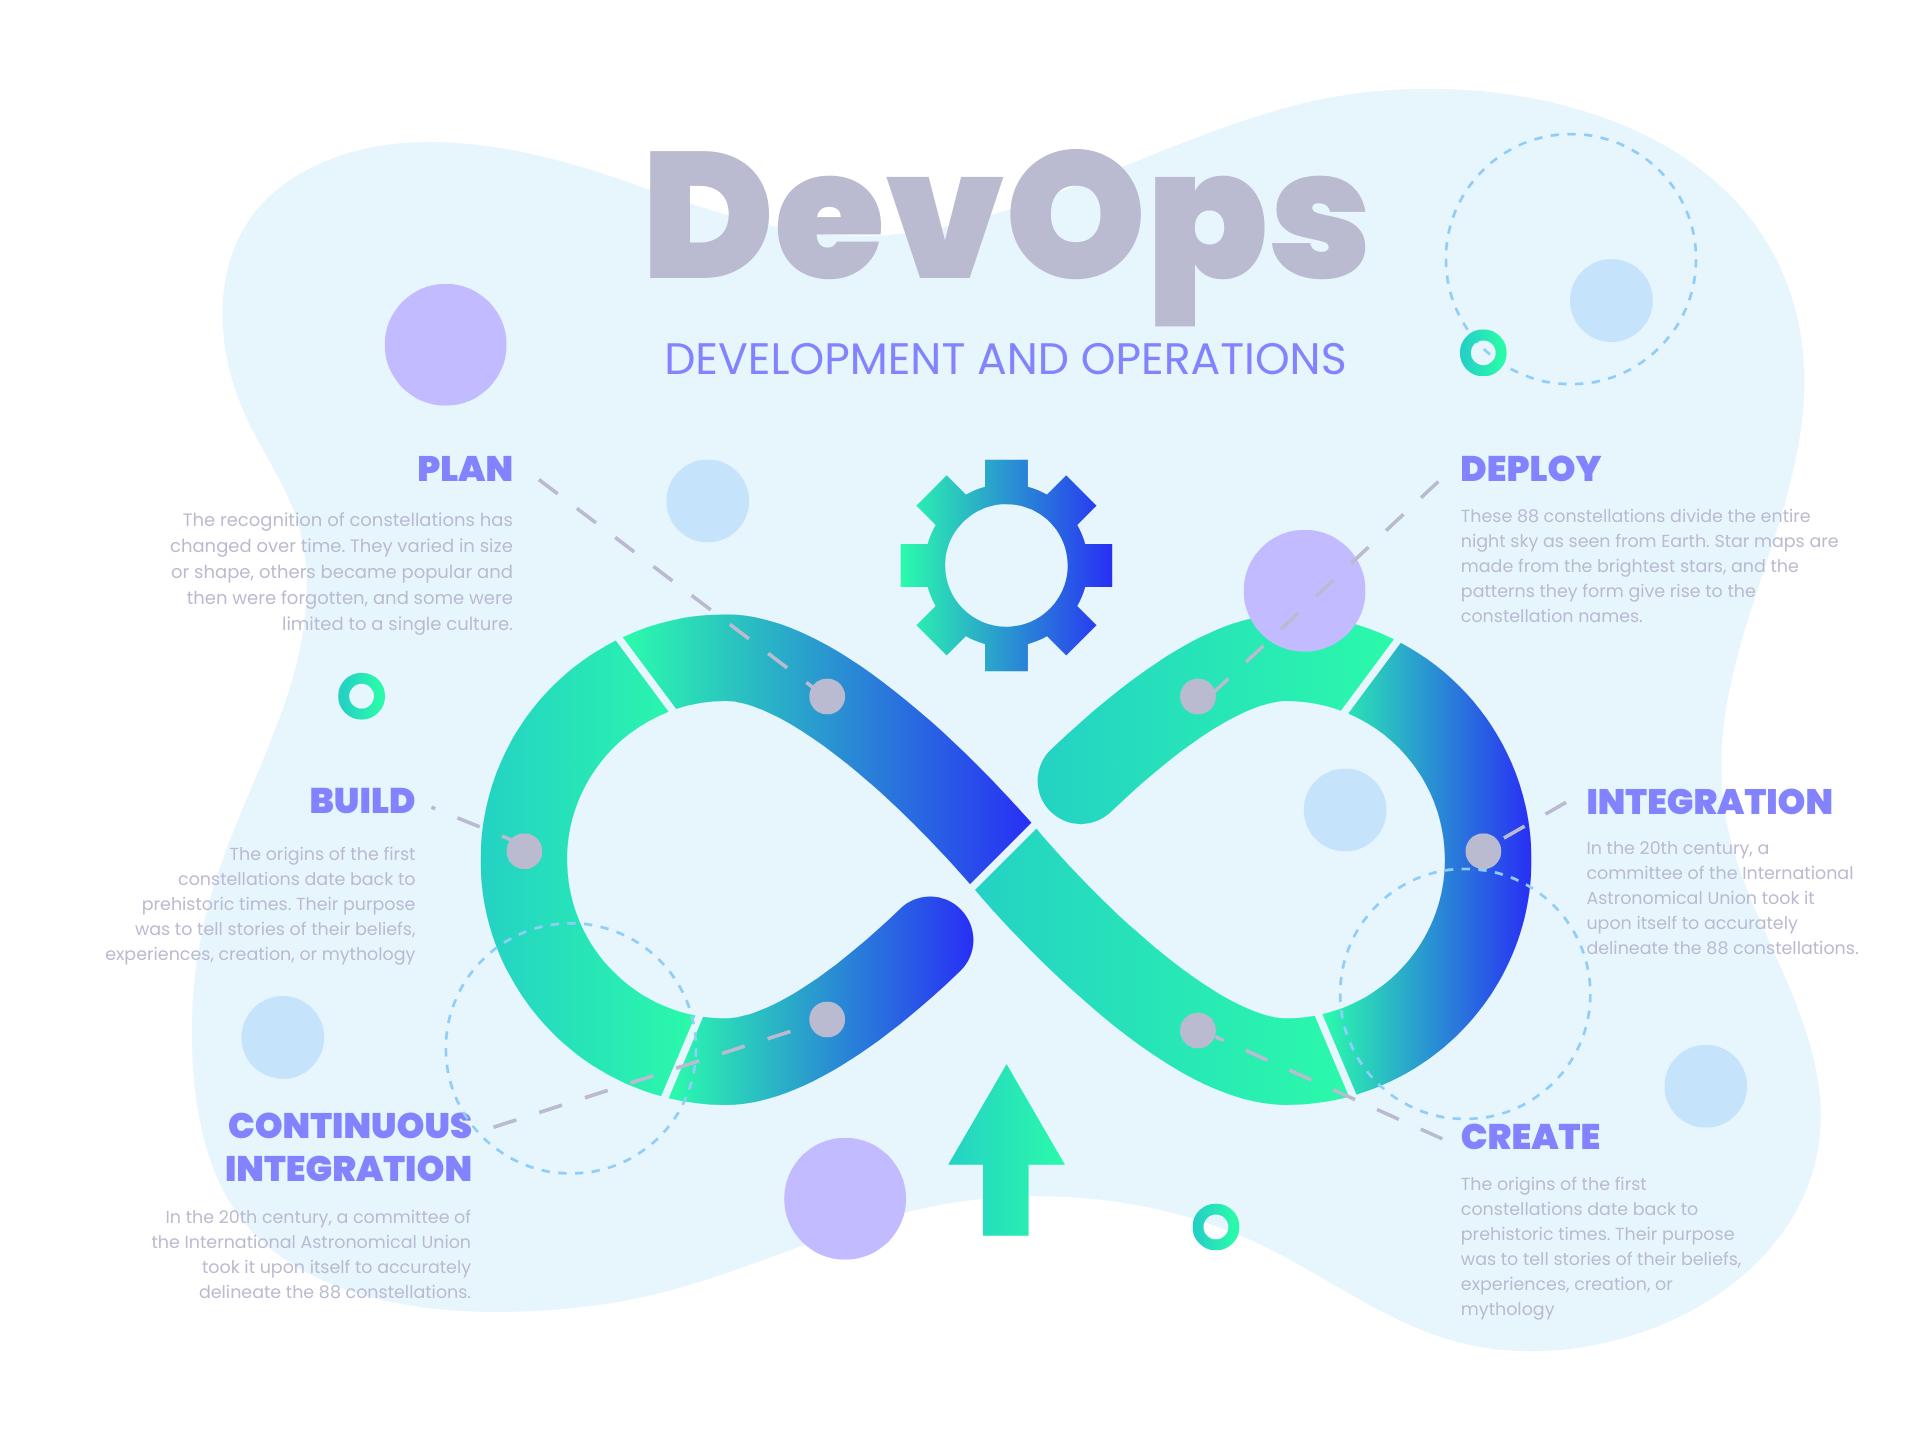 DevOps
DEVELOPMENT AND OPERATIONS
PLAN
The recognition of constellations has
changed over time. They varied in size
or shape, others became popular and
then were forgotten, and some were
limited to a single culture.
BUILD
The origins of the first
constellations date back to
prehistoric times. Their purpose
was to tell stories of their beliefs,
experiences, creation, or mythology
CONTINUOUS
INTEGRATION
In the 20th century, a committee of
the International Astronomical Union
took it upon itself to accurately
delineate the 88 constellations.
DEPLOY
These 88 constellations divide the entire
night sky as seen from Earth. Star maps are
made from the brightest stars, and the
patterns they form give rise to the
constellation names.
INTEGRATION
In the 20th century, a
committee of the International
Astronomical Union took it
upon itself to accurately
delineate the 88 constellations.
CREATE
The origins of the first
constellations date back to
prehistoric times. Their purpose
was to tell stories of their beliefs,
experiences, creation, or
mythology